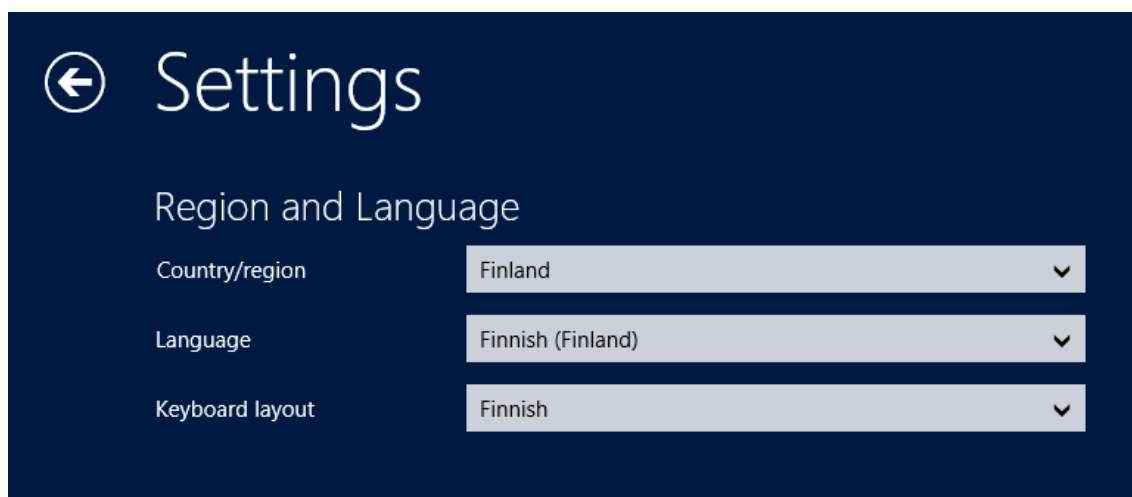 Settings
Region and Language
Country/region Finland
Language Finnish (Finland)
Keyboard layout Finnish